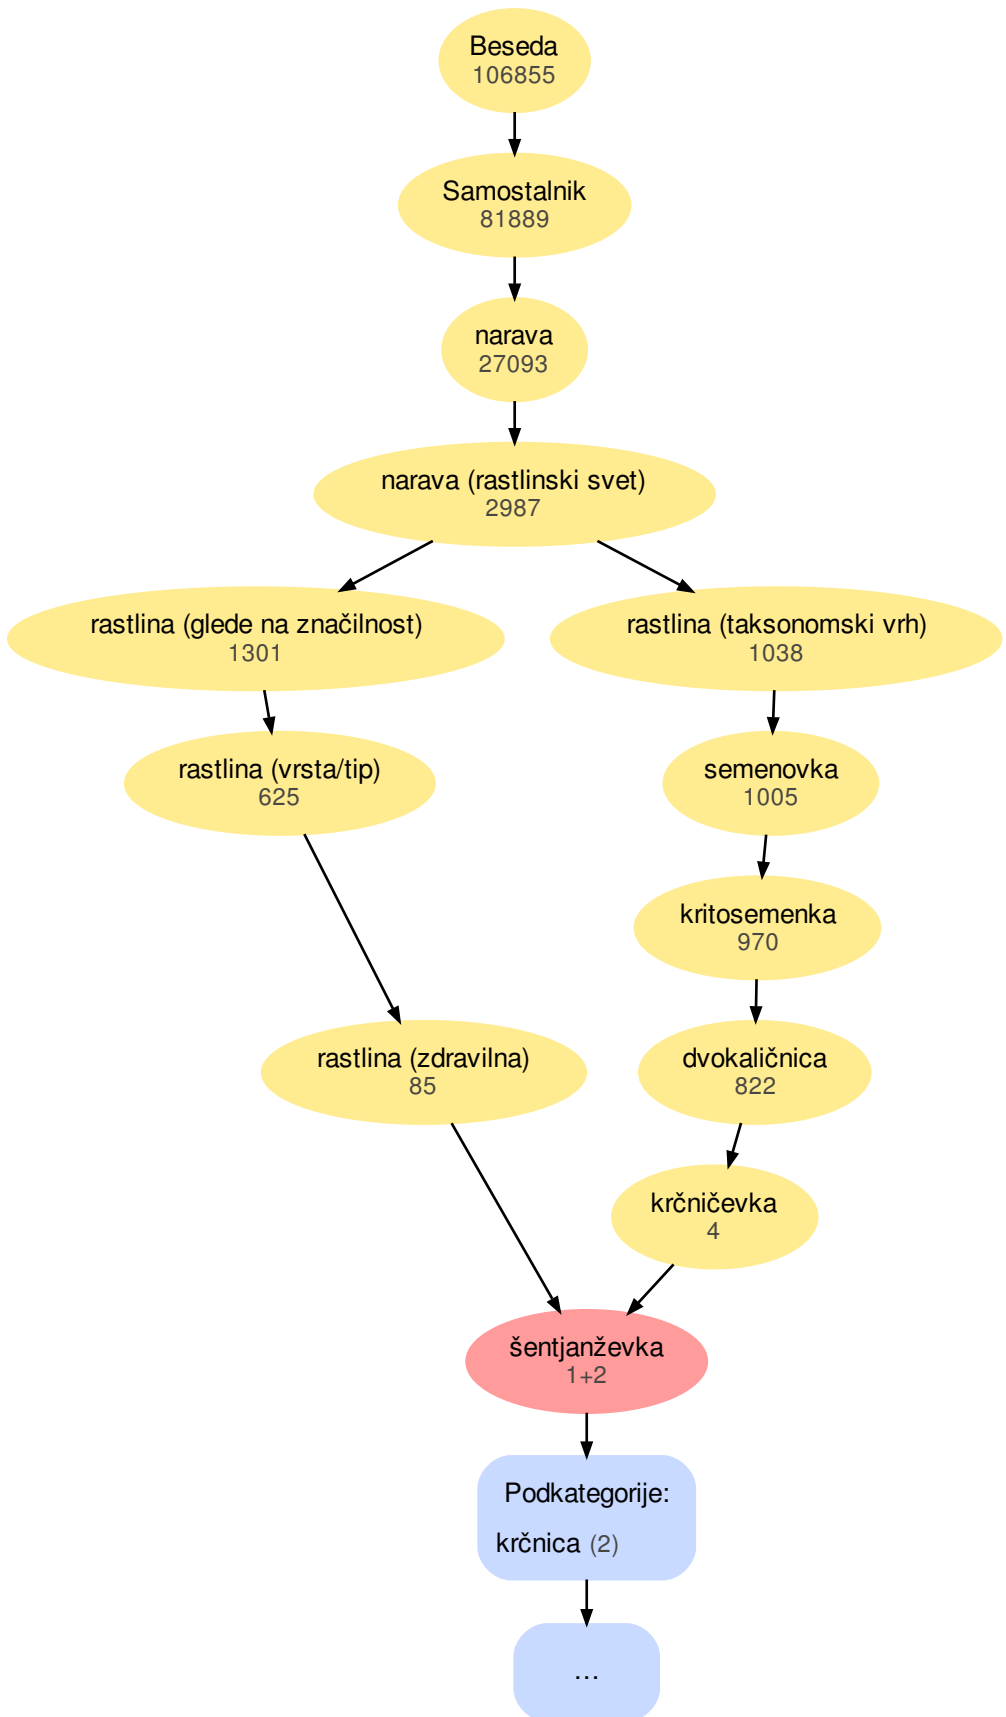 Beseda
106855
Samostalnik
81889
narava
27093
narava (rastlinski svet)
2987
rastlina (glede na značilnost)
1301
rastlina (taksonomski vrh)
1038
rastlina (vrsta/tip)
625
semenovka
1005
kritosemenka
970
rastlina (zdravilna)
85
dvokaličnica
822
krčničevka
4
šentjanževka
1+2
Podkategorije:
krčnica (2)
...